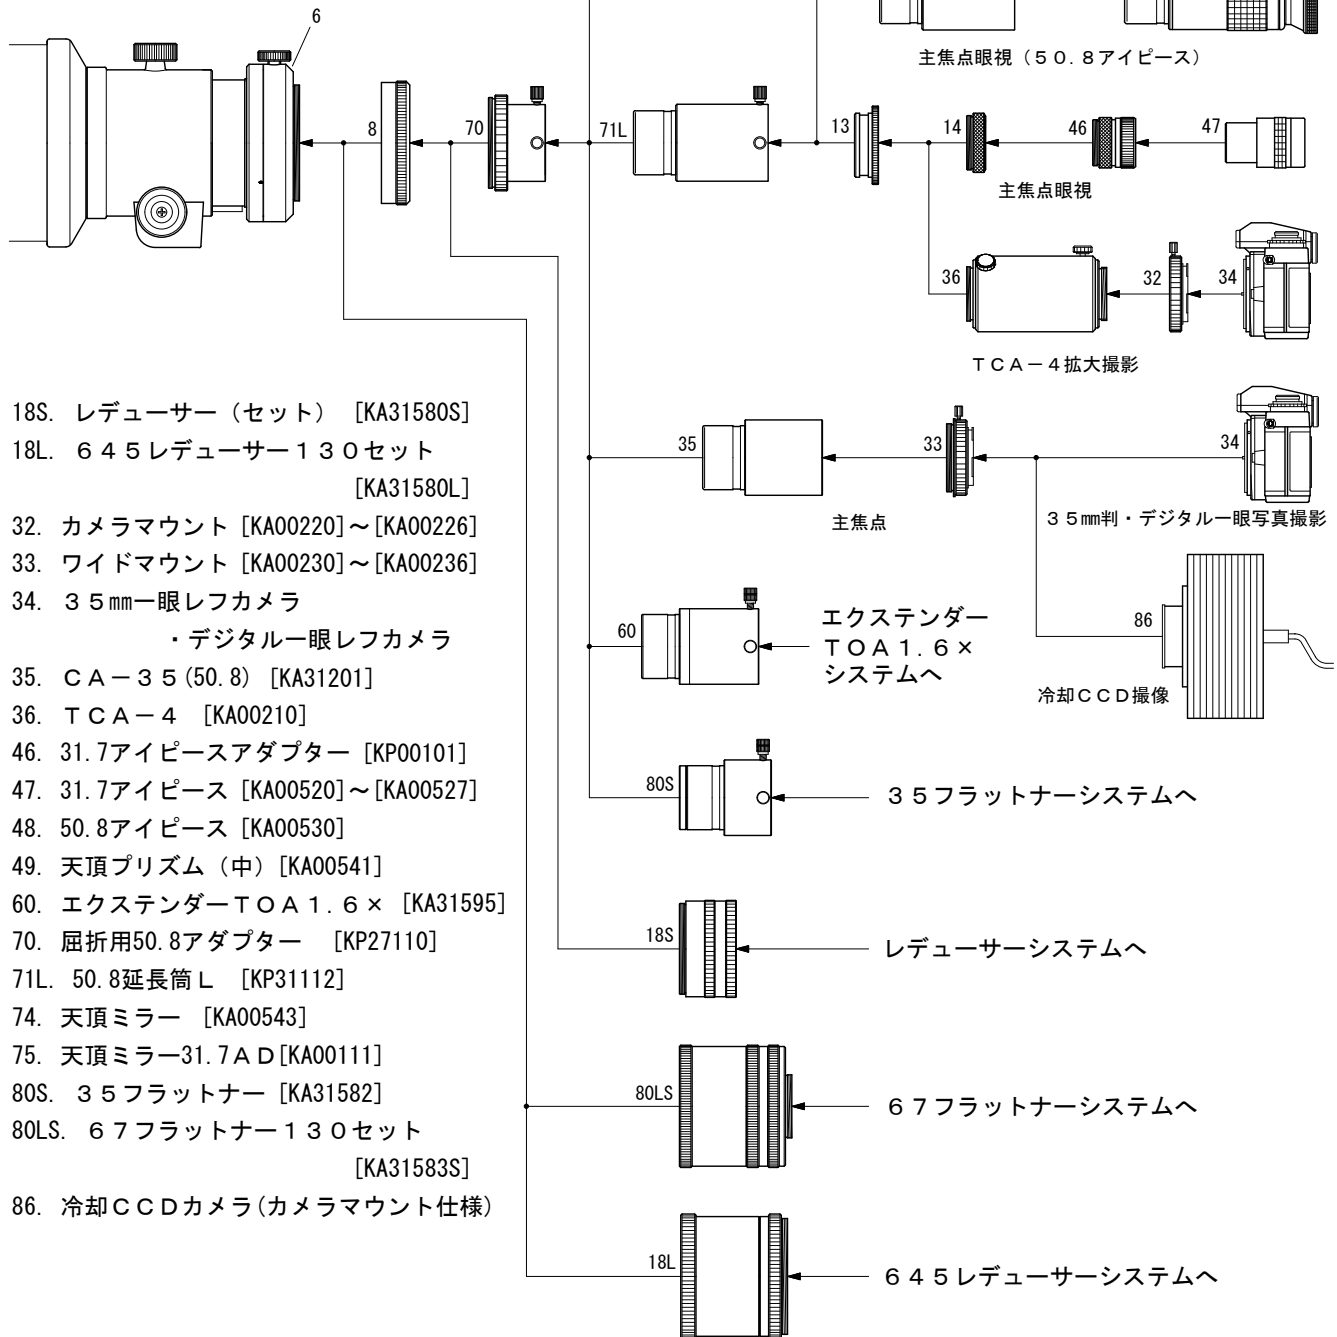 6
主焦点眼視（５０.８アイピース）
8
70
71L
13
14
46
47
主焦点眼視
36
32
34
ＴＣＡ－４拡大撮影
18S. レデューサー（セット） [KA31580S]
18L. ６４５レデューサー１３０セット
[KA31580L]
32. カメラマウント [KA00220]～[KA00226]
33. ワイドマウント [KA00230]～[KA00236]
34. ３５㎜一眼レフカメラ
・デジタル一眼レフカメラ
35. ＣＡ－３５(50.8) [KA31201]
36. ＴＣＡ－４ [KA00210]
46. 31.7アイピースアダプター [KP00101]
47. 31.7アイピース [KA00520]～[KA00527]
48. 50.8アイピース [KA00530]
49. 天頂プリズム（中）[KA00541]
60. エクステンダーＴＯＡ１.６× [KA31595]
70. 屈折用50.8アダプター [KP27110]
71L. 50.8延長筒Ｌ [KP31112]
74. 天頂ミラー [KA00543]
75. 天頂ミラー31.7ＡＤ[KA00111]
80S. ３５フラットナー [KA31582]
80LS. ６７フラットナー１３０セット
[KA31583S]
86. 冷却ＣＣＤカメラ(カメラマウント仕様)
35
33
34
主焦点
３５㎜判・デジタル一眼写真撮影
86
冷却ＣＣＤ撮像
60
エクステンダー
ＴＯＡ１.６×
システムへ
80S
３５フラットナーシステムへ
18S
レデューサーシステムへ
80LS
６７フラットナーシステムへ
18L
６４５レデューサーシステムへ